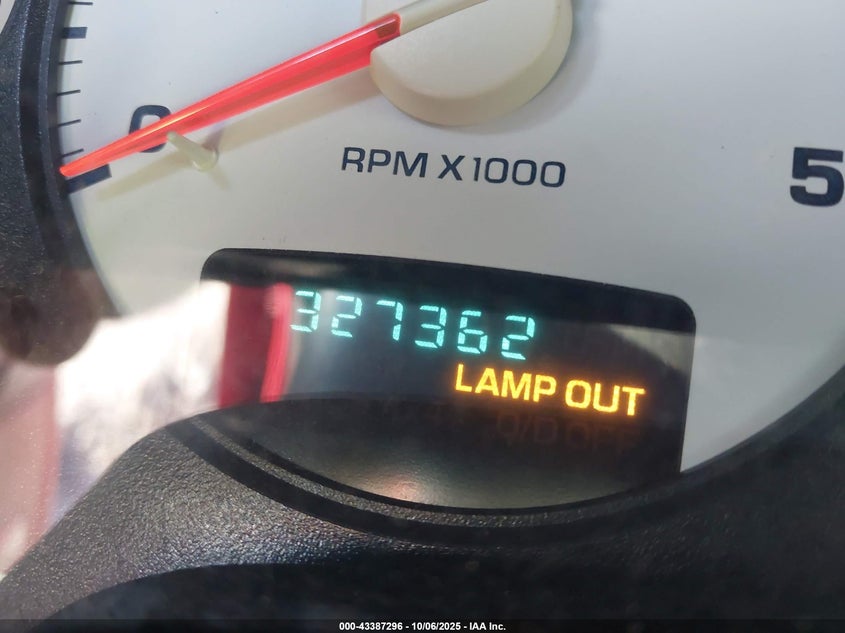 0
RPM X1000
5
327362
LAMP OUT
O/D OFF
000-43387296 - 10/06/2025 - IAA Inc.